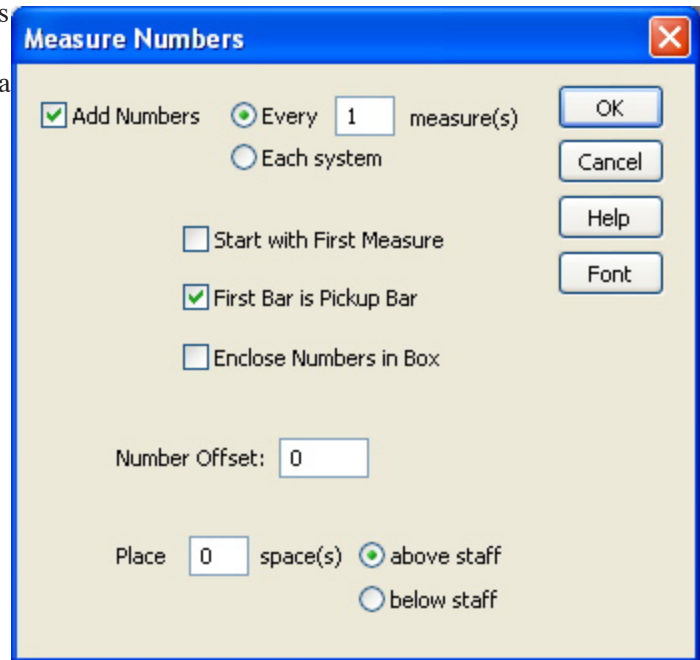 s
Measure Numbers
a
Add Numbers Every 1 measure(s) OK
Each system Cancel
Start with First Measure Help
First Bar is Pickup Bar Font
Enclose Numbers in Box
Number Offset: 0
Place 0 space(s) above staff
below staff